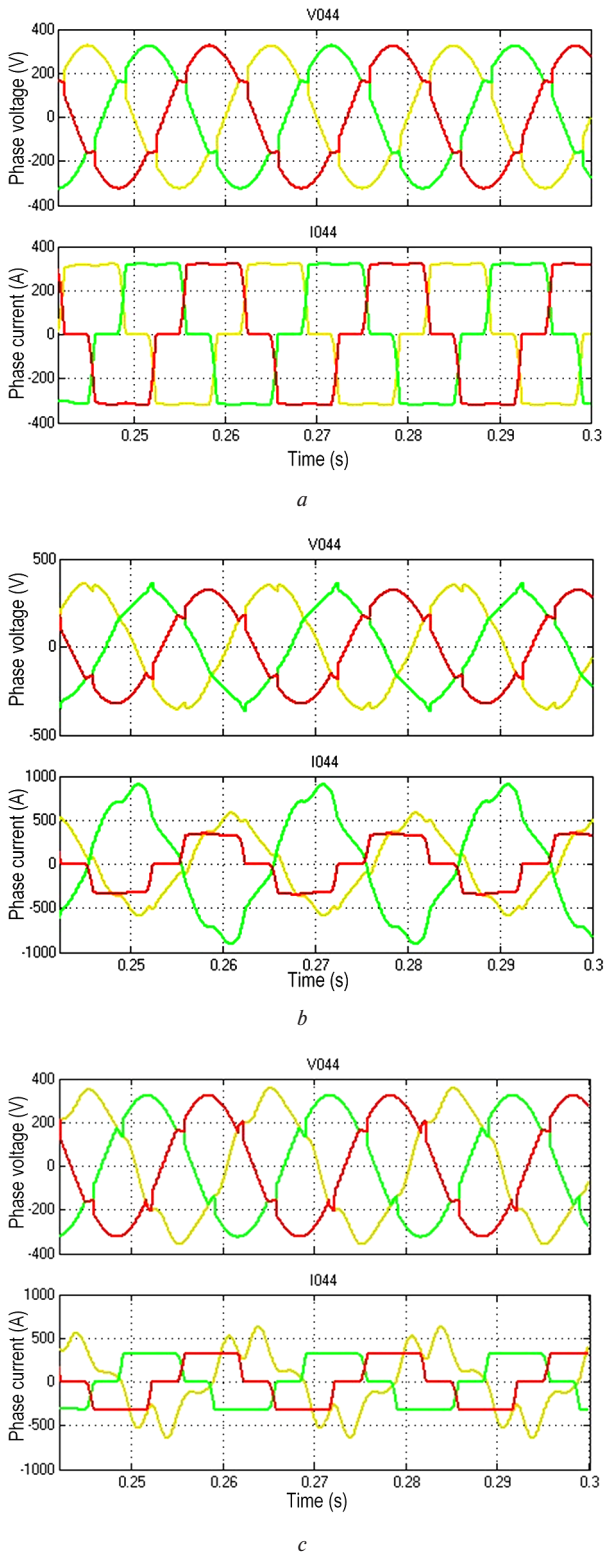 V044
Phase voltage (V)
400
200
0
-200
-400
I044
Phase current (A)
400
200
0
-200
-400
0.25 0.26 0.27 0.28 0.29 0.3
Time (s)
a
V044
Phase voltage (V)
500
0
-500
I044
Phase current (A)
1000
500
0
-500
-1000
0.25 0.26 0.27 0.28 0.29 0.3
Time (s)
b
V044
Phase voltage (V)
400
200
0
-200
-400
I044
Phase current (A)
1000
500
0
-500
-1000
0.25 0.26 0.27 0.28 0.29 0.3
Time (s)
c